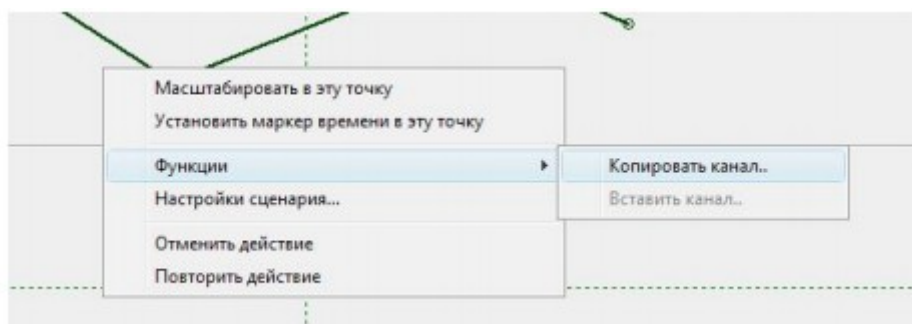 Масштабировать в эту точку
Установить маркер времени в эту точку
Функции
Копировать канал..
Настройки сценария...
Вставить канал..
Отменить действие
Повторить действие